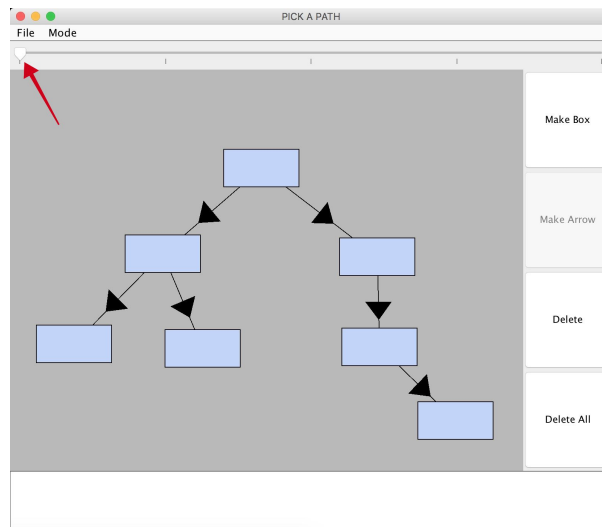 PICK A PATH
File Mode
Make Box
Make Arrow
Delete
Delete All